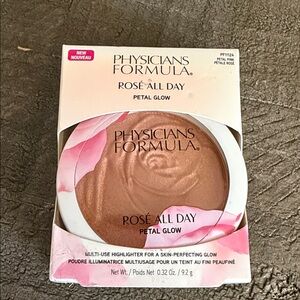 NEW
NOUVEAU
PHYSICIANS
FORMULA®
PF11524
PETAL PINK
PÉTALE ROSE
ROSÉ ALL DAY
PETAL GLOW
PHYSICIANS
FORMULA®
ROSÉ ALL DAY
PETAL GLOW
MULTI-USE HIGHLIGHTER FOR A SKIN-PERFECTING GLOW
POUDRE ILLUMINATRICE MULTIUSAGE POUR UN TEINT AU FINI PEAUFINÉ
Net Wt. / Poids Net 0.32 Oz. / 9.2 g